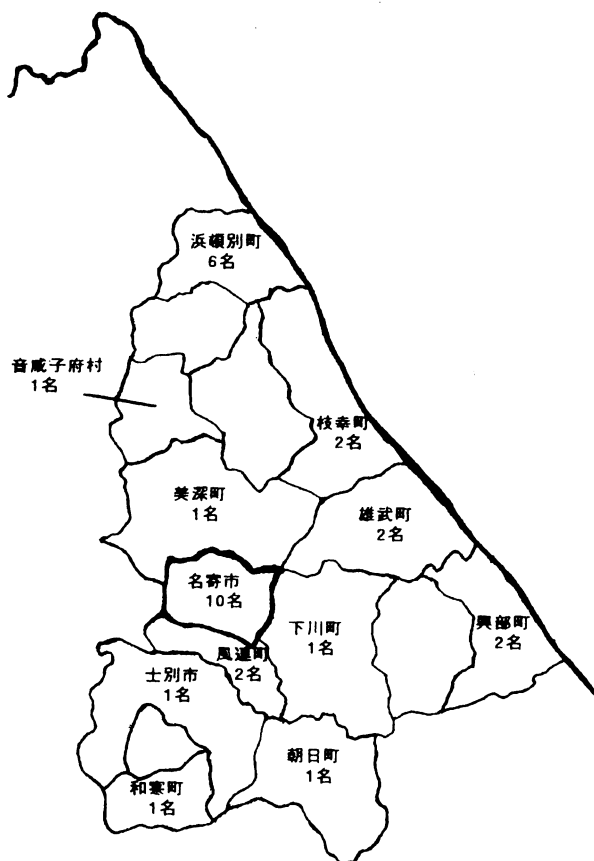 浜頓別町
6名
音威子府村
1名
枝幸町
2名
美深町
1名
雄武町
2名
名寄市
10名
下川町
1名
興部町
2名
風連町
2名
士別市
1名
朝日町
1名
和寒町
1名